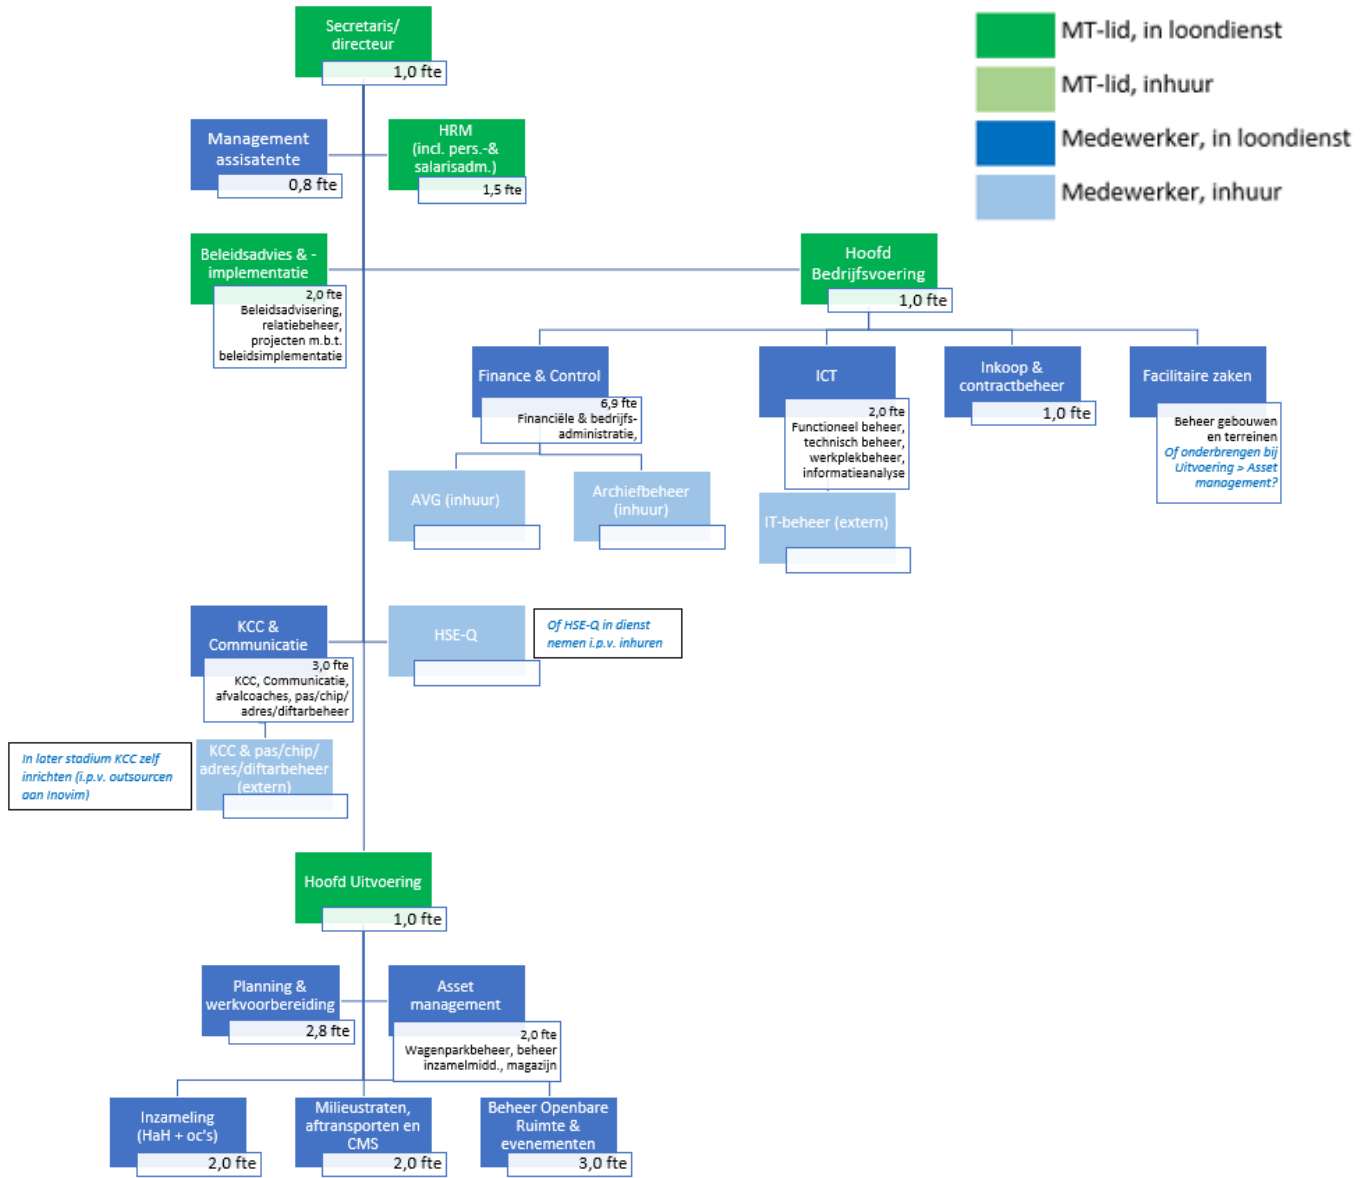 Secretaris/
directeur
1,0 fte
MT-lid, in loondienst
MT-lid, inhuur
Medewerker, in loondienst
Medewerker, inhuur
Management
assisatente
0,8 fte
HRM
(incl. pers.-&
salarisadm.)
1,5 fte
Beleidsadvies & -
implementatie
2,0 fte
Beleidsadvisering,
relatiebeheer,
projecten m.b.t.
beleidsimplementatie
Hoofd
Bedrijfsvoering
1,0 fte
Finance & Control
6,9 fte
Financiële & bedrijfs-
administratie,
ICT
2,0 fte
Functioneel beheer,
technisch beheer,
werkplekbeheer,
informatieanalyse
Inkoop &
contractbeheer
1,0 fte
Facilitaire zaken
Beheer gebouwen
en terreinen
Of onderbrengen bij
Uitvoering > Asset
management?
AVG (inhuur)
Archiefbeheer
(inhuur)
IT-beheer (extern)
KCC &
Communicatie
3,0 fte
KCC, Communicatie,
afvalcoaches, pas/chip/
adres/diftarbeheer
HSE-Q
Of HSE-Q in dienst
nemen i.p.v. inhuren
In later stadium KCC zelf
inrichten (i.p.v. outsourcen
aan Inovim)
KCC & pas/chip/
adres/diftarbeheer
(extern)
Hoofd Uitvoering
1,0 fte
Planning &
werkvoorbereiding
2,8 fte
Asset
management
2,0 fte
Wagenparkbeheer, beheer
inzamelmidd., magazijn
Inzameling
(HaH + oc's)
2,0 fte
Milieustraten,
aftransporten en
CMS
2,0 fte
Beheer Openbare
Ruimte &
evenementen
3,0 fte